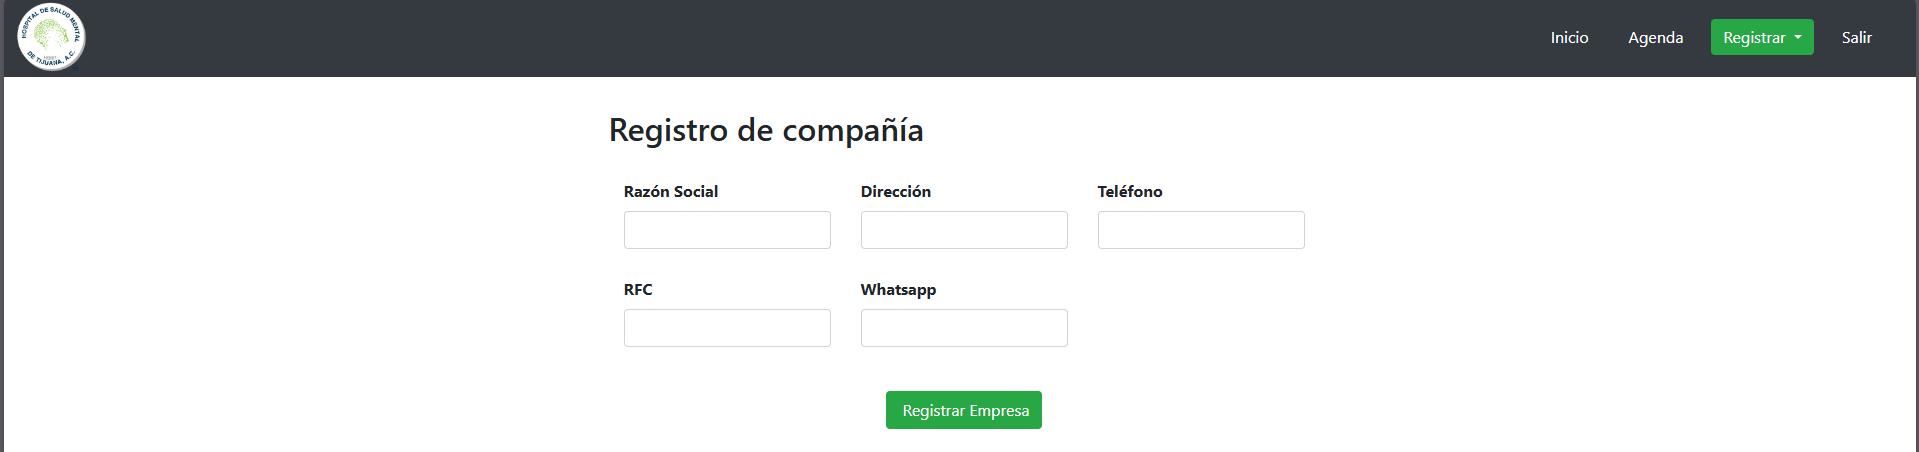 HOSPITAL DE SALUD MENTAL
HSMT
DE TIJUANA, A.C.
Inicio
Agenda
Registrar
Salir
Registro de compañía
Razón Social
Dirección
Teléfono
RFC
Whatsapp
Registrar Empresa